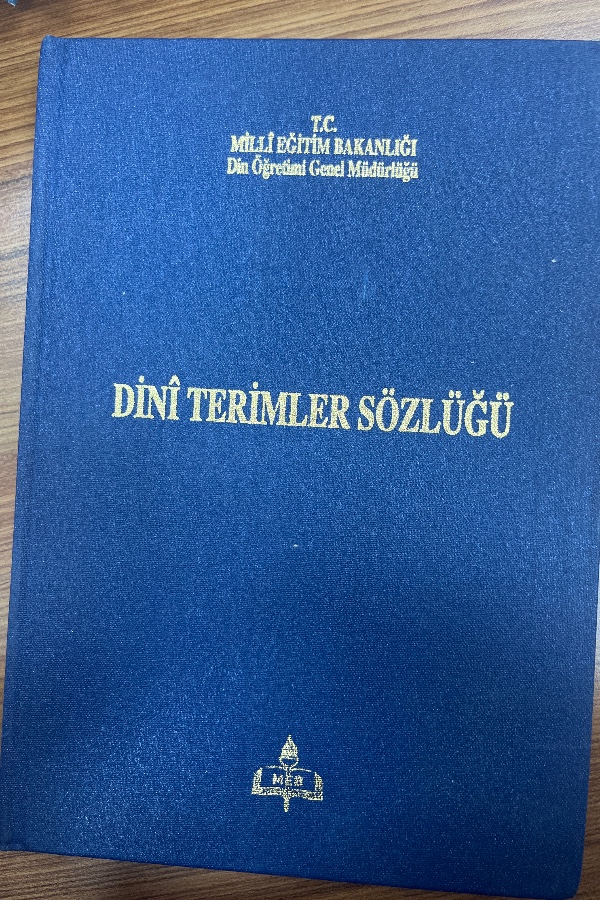 T.C.
MİLLÎ EĞİTİM BAKANLIĞI
Din Öğretimi Genel Müdürlüğü
DİNÎ TERİMLER SÖZLÜĞÜ
MEB